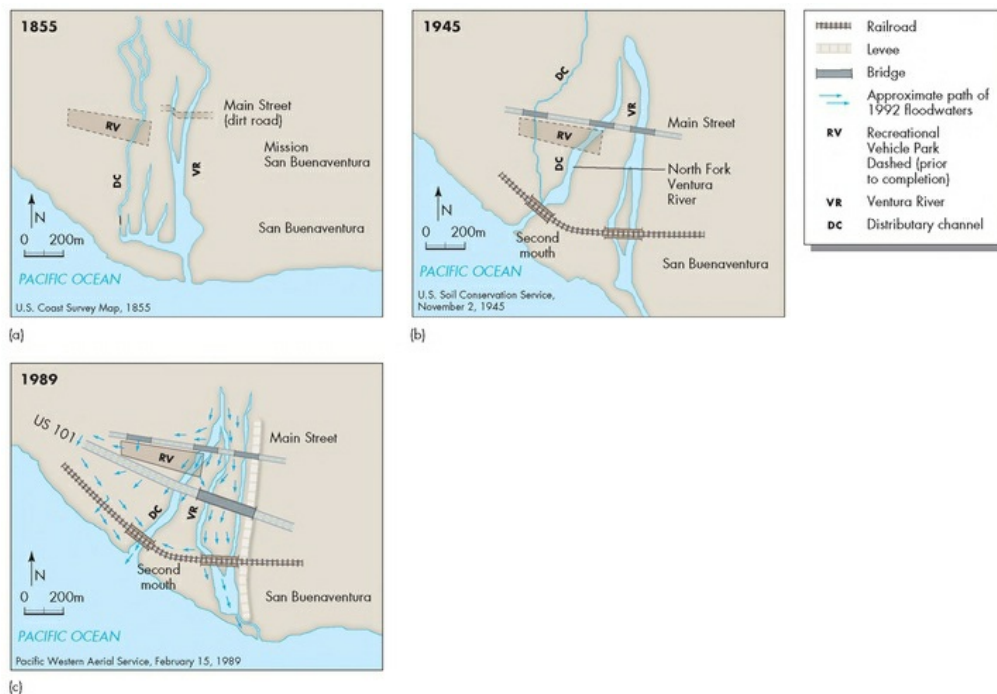 1855
RV
Main Street
(dirt road)
Mission
San Buenaventura
DC
VR
San Buenaventura
N
0 200m
PACIFIC OCEAN
U.S. Coast Survey Map, 1855
(a)
1945
DC
VR
Main Street
RV
DC
North Fork
Ventura
River
N
0 200m
Second
mouth
San Buenaventura
PACIFIC OCEAN
U.S. Soil Conservation Service,
November 2, 1945
(b)
Railroad
Levee
Bridge
Approximate path of
1992 floodwaters
RV Recreational
Vehicle Park
Dashed (prior
to completion)
VR Ventura River
DC Distributary channel
1989
US 101
Main Street
RV
DC
VR
N
0 200m
Second
mouth
San Buenaventura
PACIFIC OCEAN
Pacific Western Aerial Service, February 15, 1989
(c)